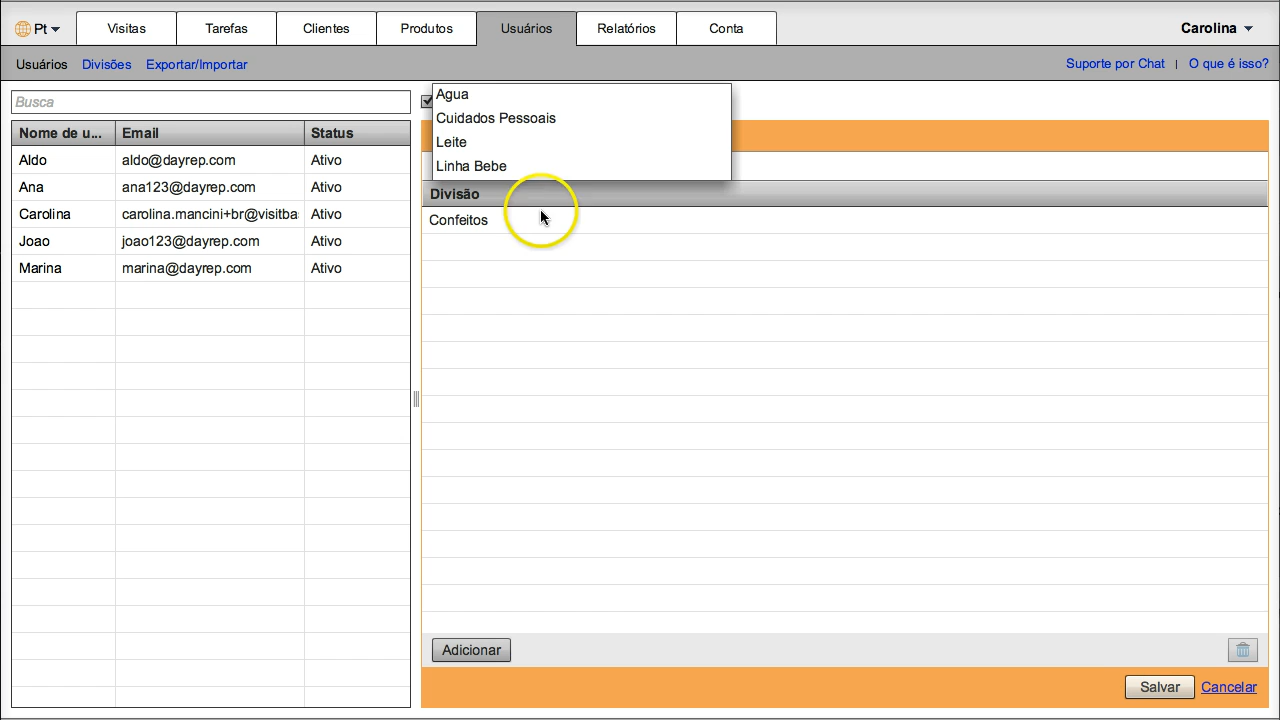 Pt
Visitas
Tarefas
Clientes
Produtos
Usuários
Relatórios
Conta
Carolina
Usuários
Divisões
Exportar/Importar
Suporte por Chat | O que é isso?
Busca
Nome de u... Email Status
Aldo aldo@dayrep.com Ativo
Ana ana123@dayrep.com Ativo
Carolina carolina.mancini+br@visitba Ativo
Joao joao123@dayrep.com Ativo
Marina marina@dayrep.com Ativo
Agua
Cuidados Pessoais
Leite
Linha Bebe
Divisão
Confeitos
Adicionar
Salvar Cancelar